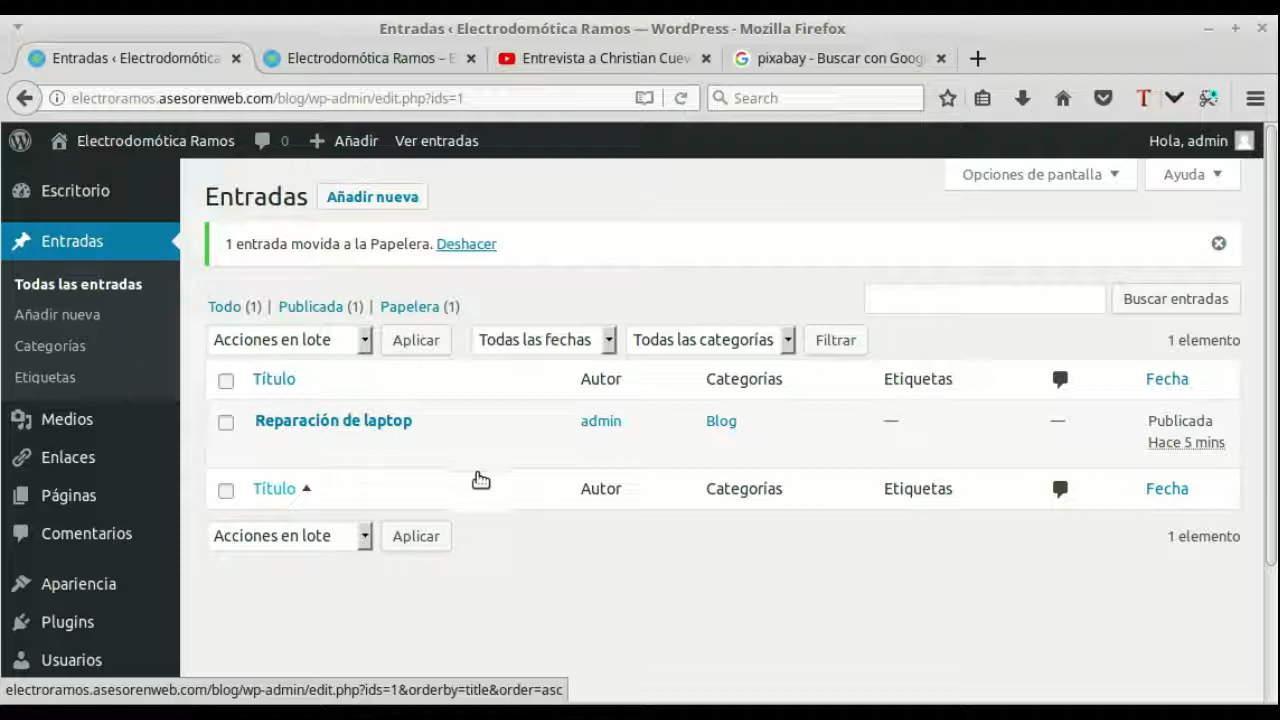 Entradas ‹ Electrodomótica Ramos — WordPress - Mozilla Firefox
Entradas ‹ Electrodomótica
Electrodomótica Ramos – E
Entrevista a Christian Cuev
pixabay - Buscar con Goog
electroramos.asesorenweb.com/blog/wp-admin/edit.php?ids=1
Search
Electrodomótica Ramos 0 Añadir Ver entradas Hola, admin
Opciones de pantalla Ayuda
Escritorio
Entradas
Todas las entradas
Añadir nueva
Categorías
Etiquetas
Medios
Enlaces
Páginas
Comentarios
Apariencia
Plugins
Usuarios
Entradas Añadir nueva
1 entrada movida a la Papelera. Deshacer
Todo (1) | Publicada (1) | Papelera (1)
Buscar entradas
Acciones en lote Aplicar Todas las fechas Todas las categorías Filtrar 1 elemento
Título Autor Categorías Etiquetas Fecha
Reparación de laptop admin Blog — — Publicada
Hace 5 mins
Título Autor Categorías Etiquetas Fecha
Acciones en lote Aplicar 1 elemento
electroramos.asesorenweb.com/blog/wp-admin/edit.php?ids=1&orderby=title&order=asc